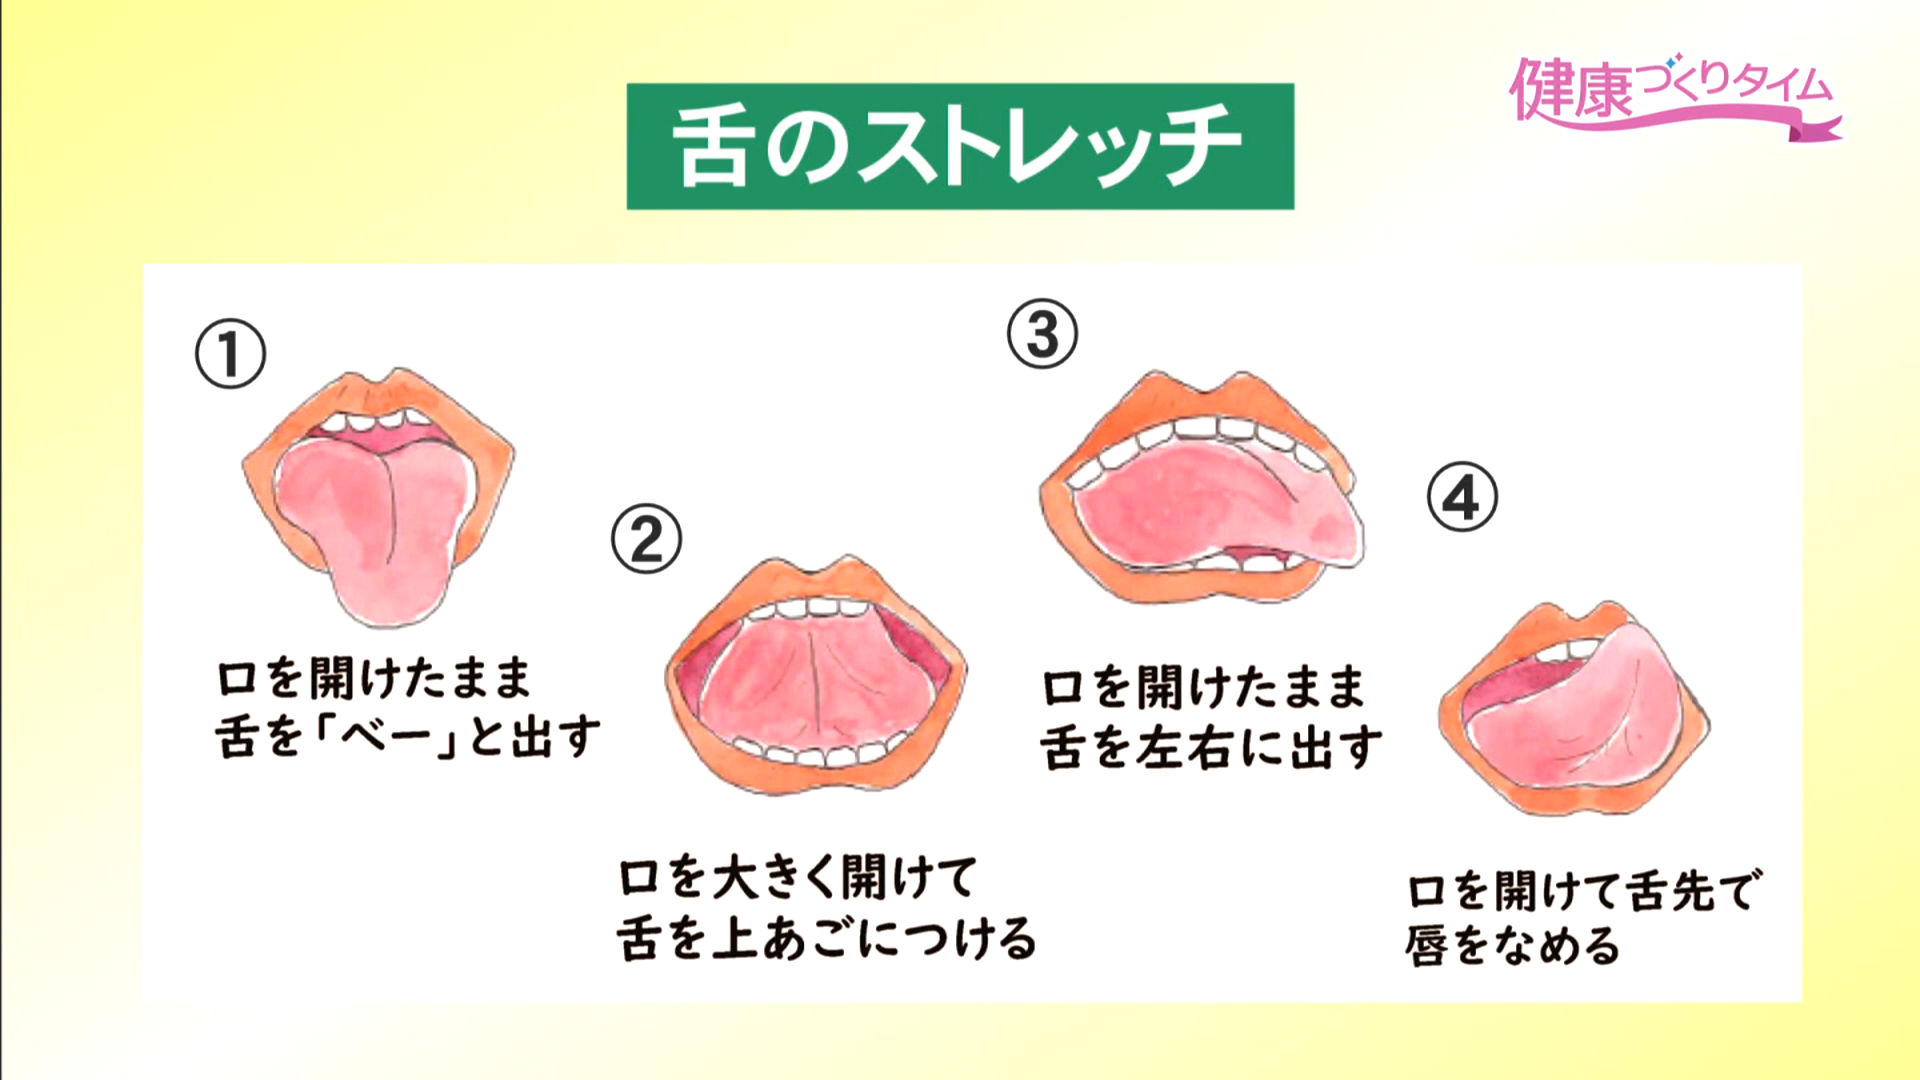 健康づくりタイム
舌のストレッチ
①
口を開けたまま
舌を「べー」と出す
②
口を大きく開けて
舌を上あごにつける
③
口を開けたまま
舌を左右に出す
④
口を開けて舌先で
唇をなめる